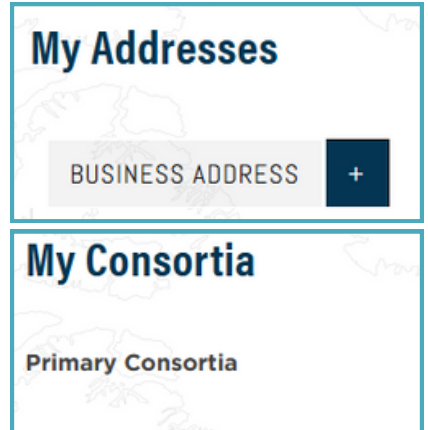 My Addresses
BUSINESS ADDRESS +
My Consortia
Primary Consortia